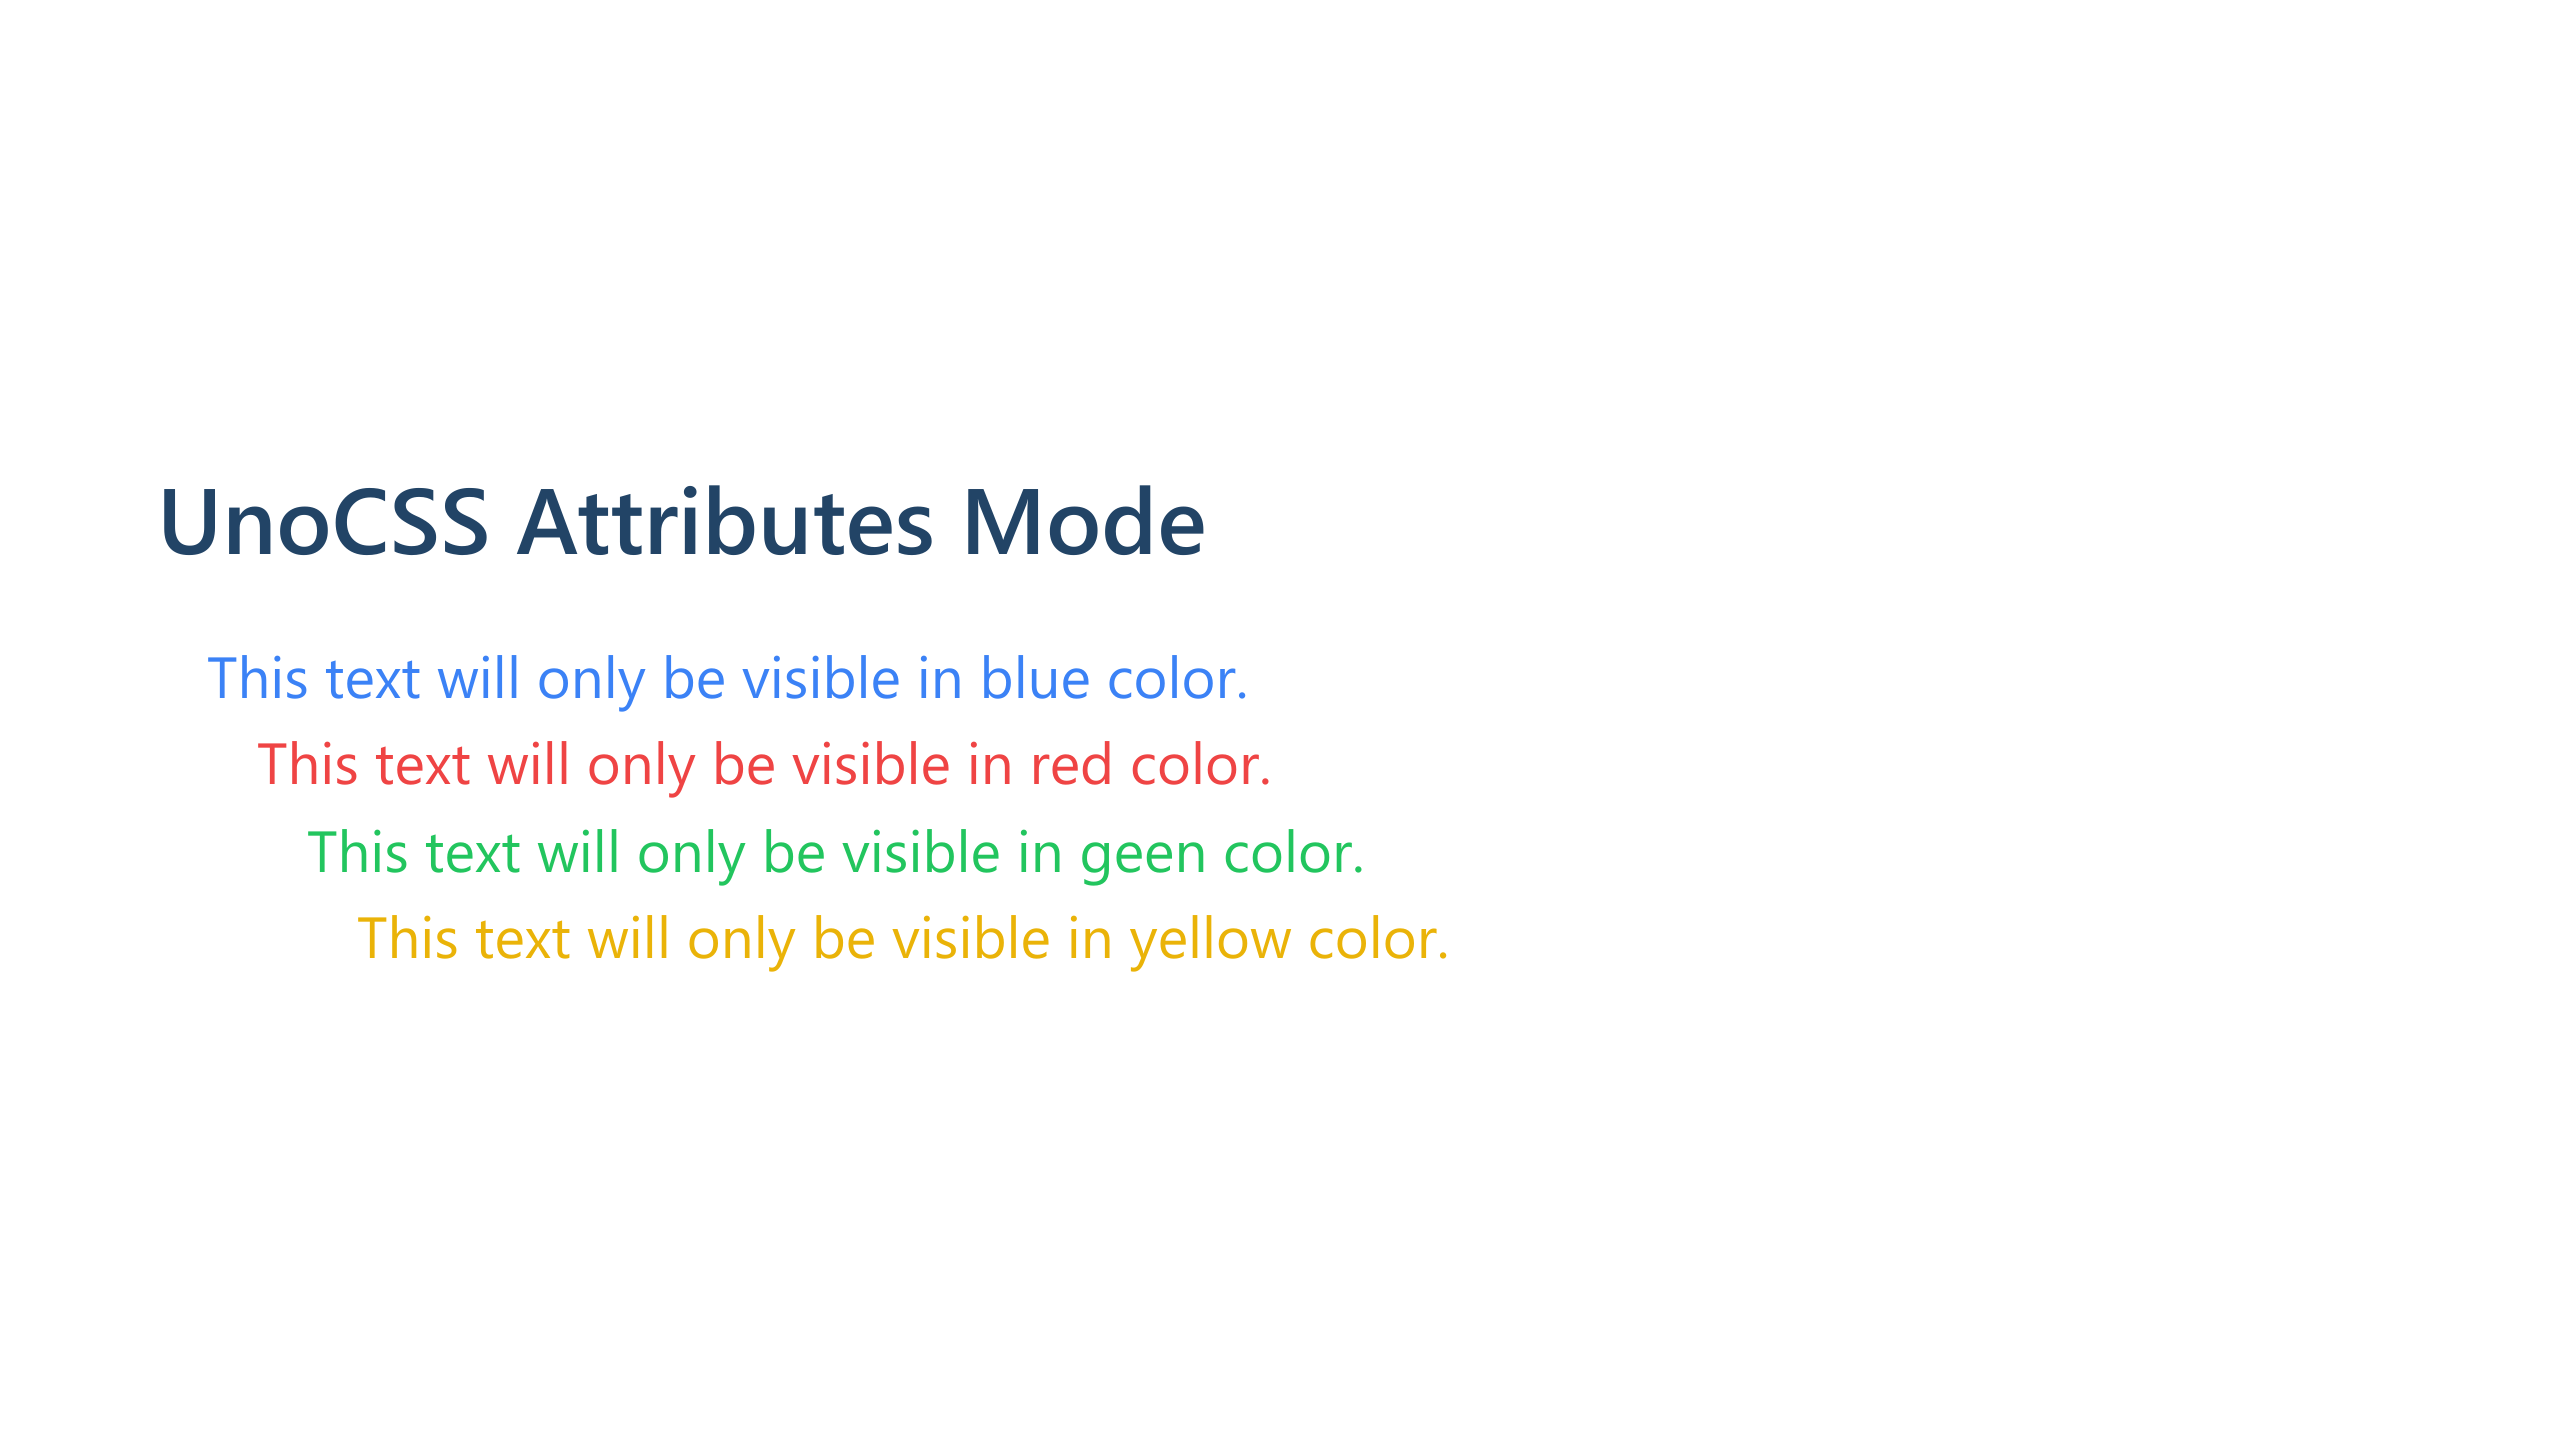 UnoCSS Attributes Mode
This text will only be visible in blue color.
This text will only be visible in red color.
This text will only be visible in geen color.
This text will only be visible in yellow color.